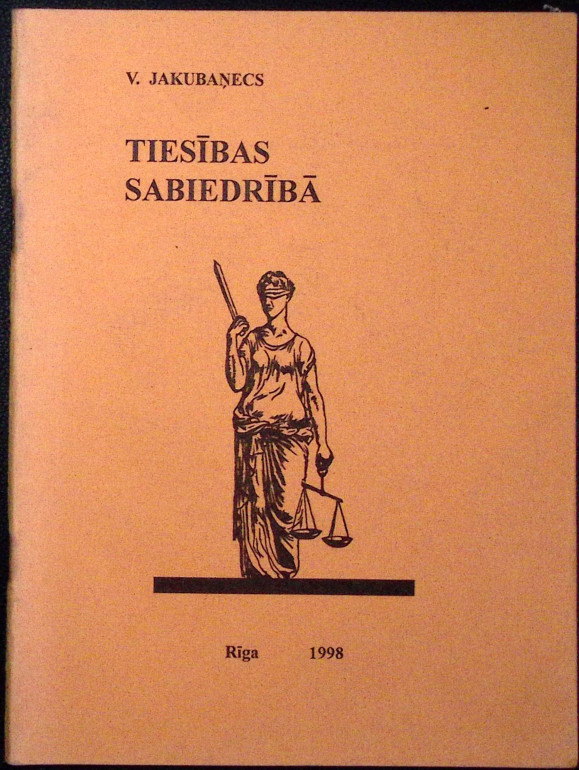 V. JAKUBAŅECS
TIESĪBAS
SABIEDRĪBĀ
Rīga 1998